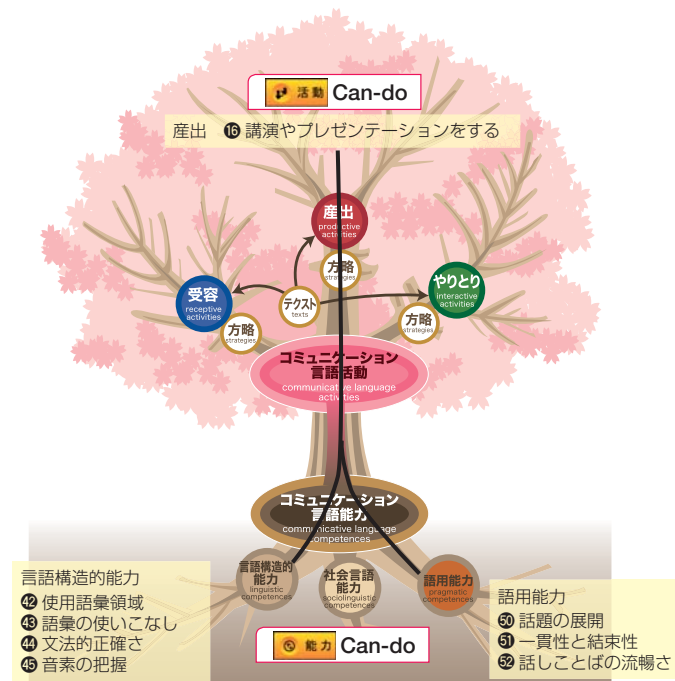 活動 Can-do
産出 ⓰ 講演やプレゼンテーションをする
産出
productive
activities
方略
strategies
受容
receptive
activities
テクスト
texts
やりとり
interactive
activities
方略
strategies
方略
strategies
コミュニケーション
言語活動
communicative language
activities
コミュニケーション
言語能力
communicative language
competences
言語構造的
能力
linguistic
competences
社会言語
能力
sociolinguistic
competences
語用能力
pragmatic
competences
言語構造的能力
㊷ 使用語彙領域
㊸ 語彙の使いこなし
㊹ 文法的正確さ
㊺ 音素の把握
能力 Can-do
語用能力
㊿ 話題の展開
51 一貫性と結束性
52 話しことばの流暢さ